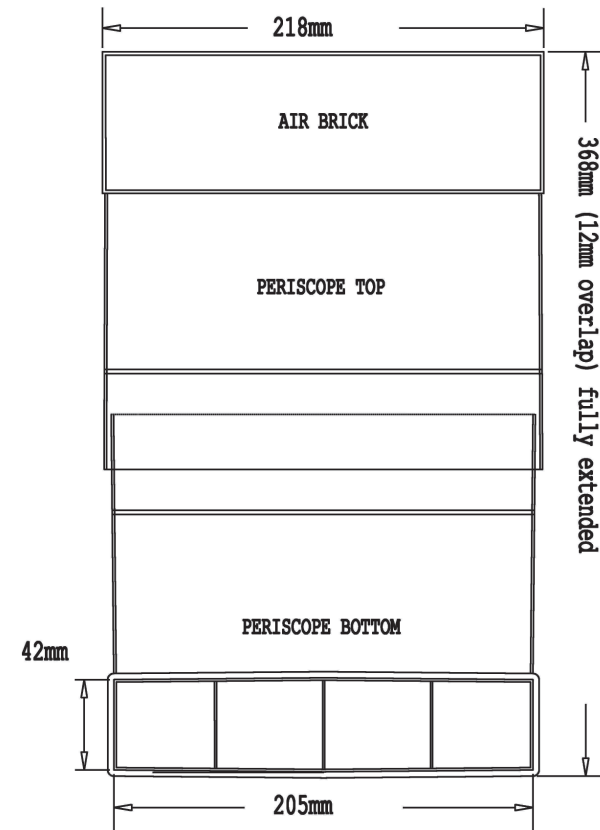 218mm
AIR BRICK
368mm (12mm overlap) fully extended
PERISCOPE TOP
PERISCOPE BOTTOM
42mm
205mm